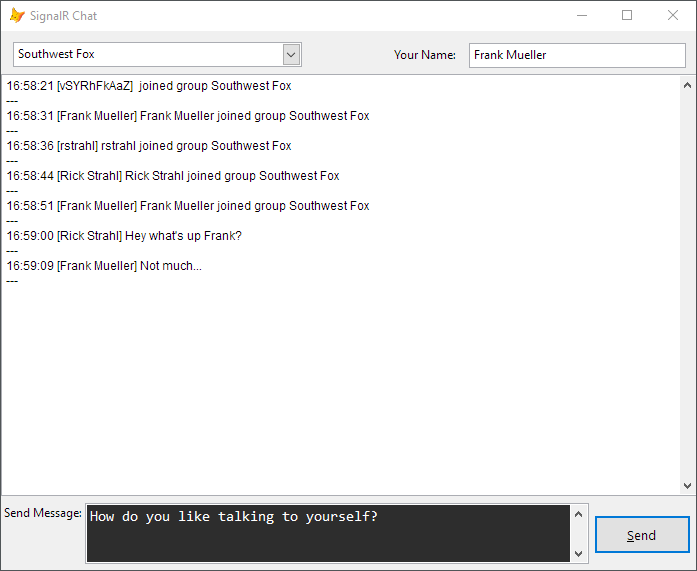 SignalR Chat
Southwest Fox
Your Name:
Frank Mueller
16:58:21 [vSYRhFkAaZ]  joined group Southwest Fox
---
16:58:31 [Frank Mueller] Frank Mueller joined group Southwest Fox
---
16:58:36 [rstrahl] rstrahl joined group Southwest Fox
---
16:58:44 [Rick Strahl] Rick Strahl joined group Southwest Fox
---
16:58:51 [Frank Mueller] Frank Mueller joined group Southwest Fox
---
16:59:00 [Rick Strahl] Hey what's up Frank?
---
16:59:09 [Frank Mueller] Not much...
---
Send Message:
How do you like talking to yourself?
Send